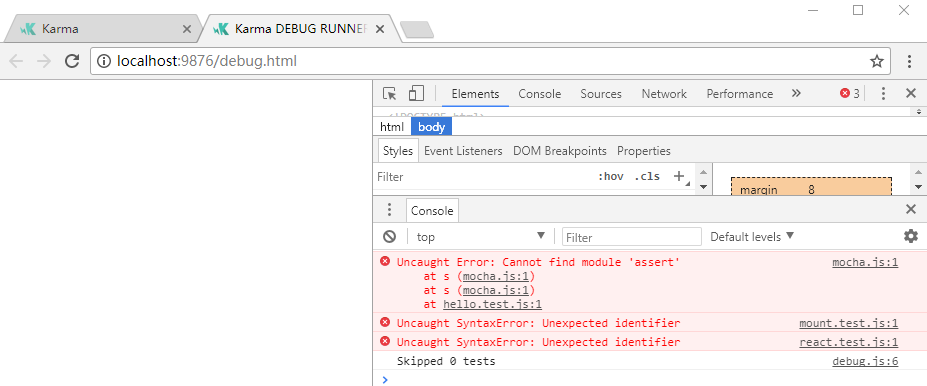 Karma
Karma DEBUG RUNNER
localhost:9876/debug.html
Elements Console Sources Network Performance » 3
<!DOCTYPE html>
html body
Styles Event Listeners DOM Breakpoints Properties
Filter :hov .cls +
margin 8
Console
top Filter Default levels
Uncaught Error: Cannot find module 'assert' mocha.js:1
at s (mocha.js:1)
at s (mocha.js:1)
at hello.test.js:1
Uncaught SyntaxError: Unexpected identifier mount.test.js:1
Uncaught SyntaxError: Unexpected identifier react.test.js:1
Skipped 0 tests debug.js:6